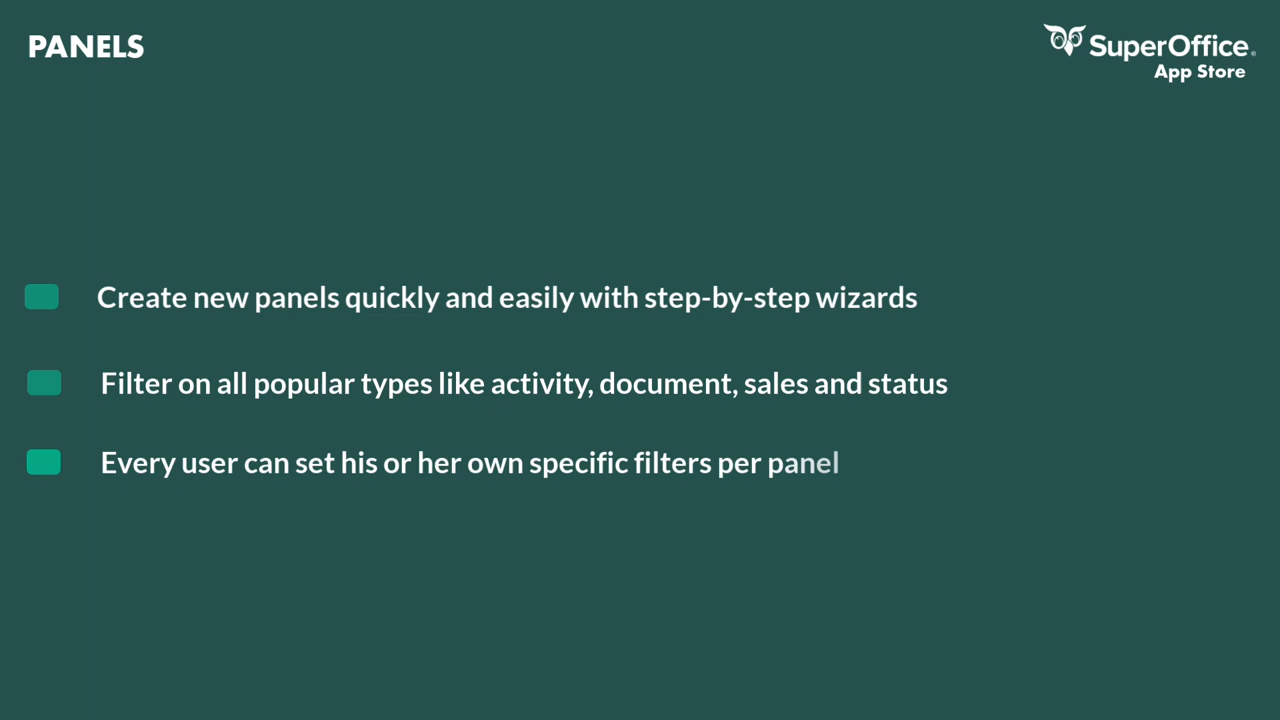 PANELS
SuperOffice®
App Store
Create new panels quickly and easily with step-by-step wizards
Filter on all popular types like activity, document, sales and status
Every user can set his or her own specific filters per panel